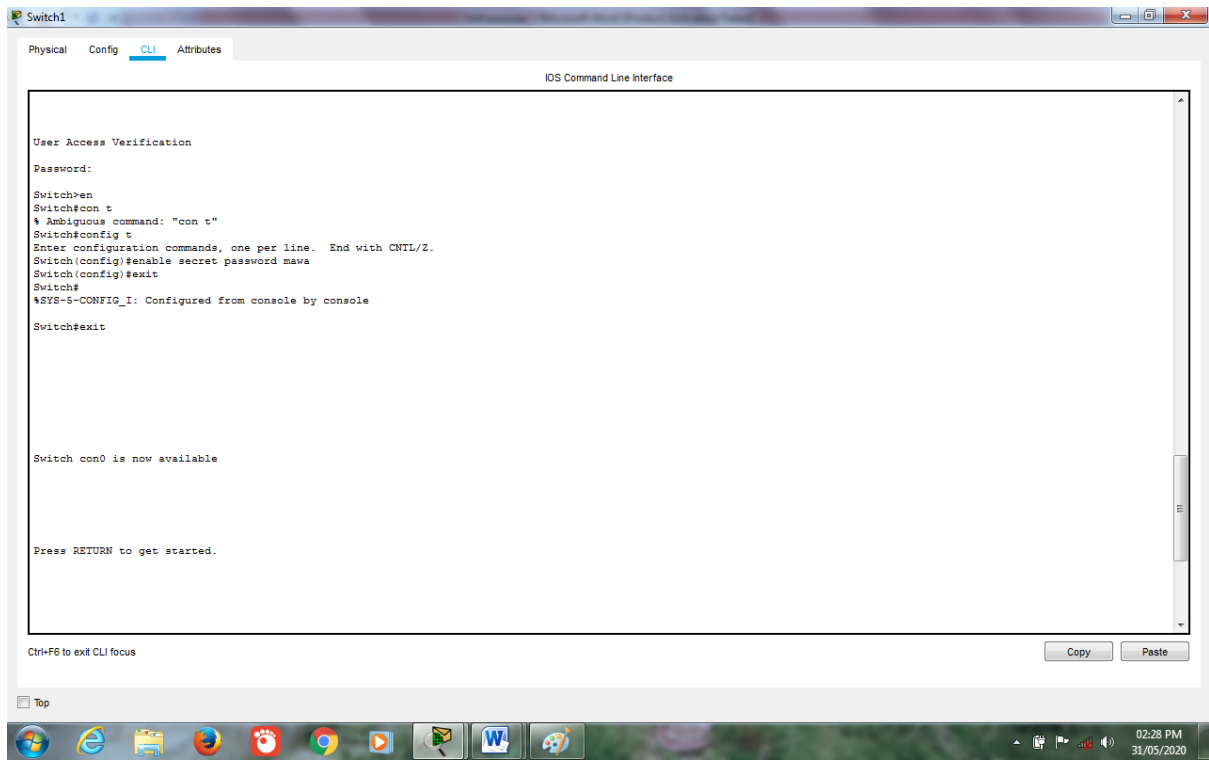 Switch1
Physical Config CLI Attributes
IOS Command Line Interface
User Access Verification
Password:
Switch>en
Switch#con t
% Ambiguous command: "con t"
Switch#config t
Enter configuration commands, one per line.  End with CNTL/Z.
Switch(config)#enable secret password mawa
Switch(config)#exit
Switch#
%SYS-5-CONFIG_I: Configured from console by console
Switch#exit
Switch con0 is now available
Press RETURN to get started.
Ctrl+F6 to exit CLI focus
Copy Paste
Top
02:28 PM
31/05/2020